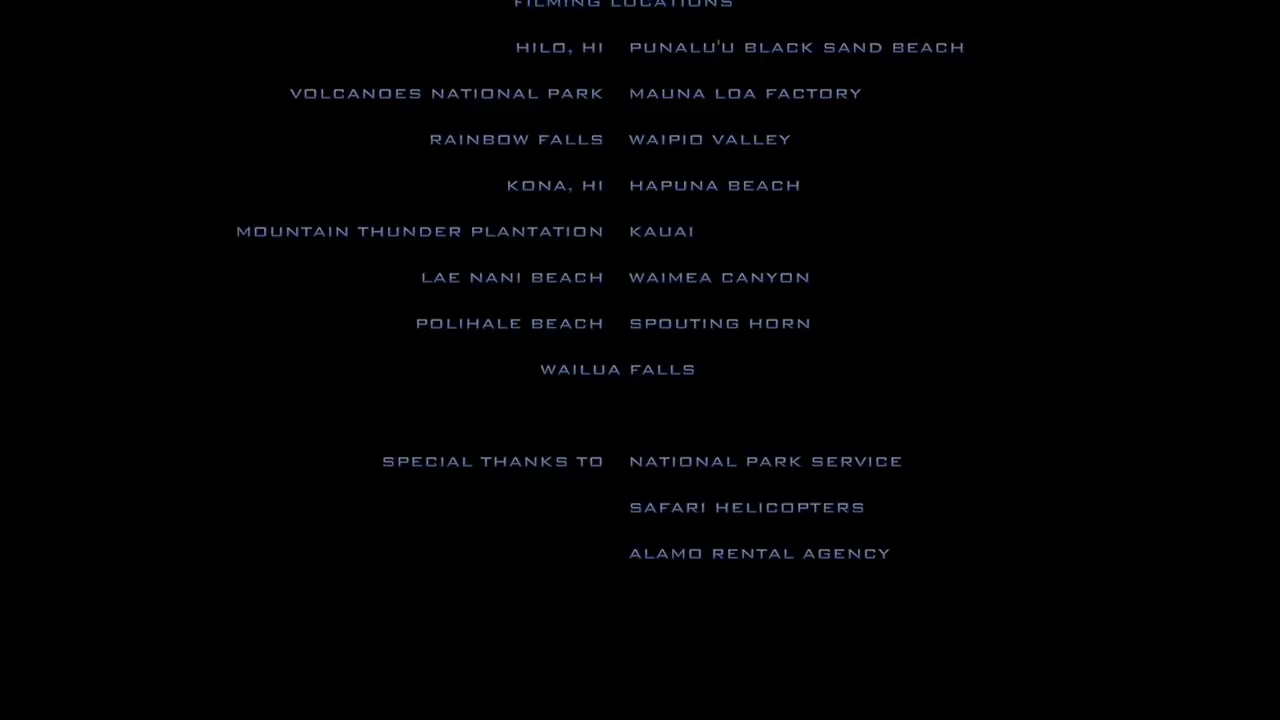 FILMING LOCATIONS
HILO, HI PUNALU'U BLACK SAND BEACH
VOLCANOES NATIONAL PARK MAUNA LOA FACTORY
RAINBOW FALLS WAIPIO VALLEY
KONA, HI HAPUNA BEACH
MOUNTAIN THUNDER PLANTATION KAUAI
LAE NANI BEACH WAIMEA CANYON
POLIHALE BEACH SPOUTING HORN
WAILUA FALLS
SPECIAL THANKS TO NATIONAL PARK SERVICE
SAFARI HELICOPTERS
ALAMO RENTAL AGENCY